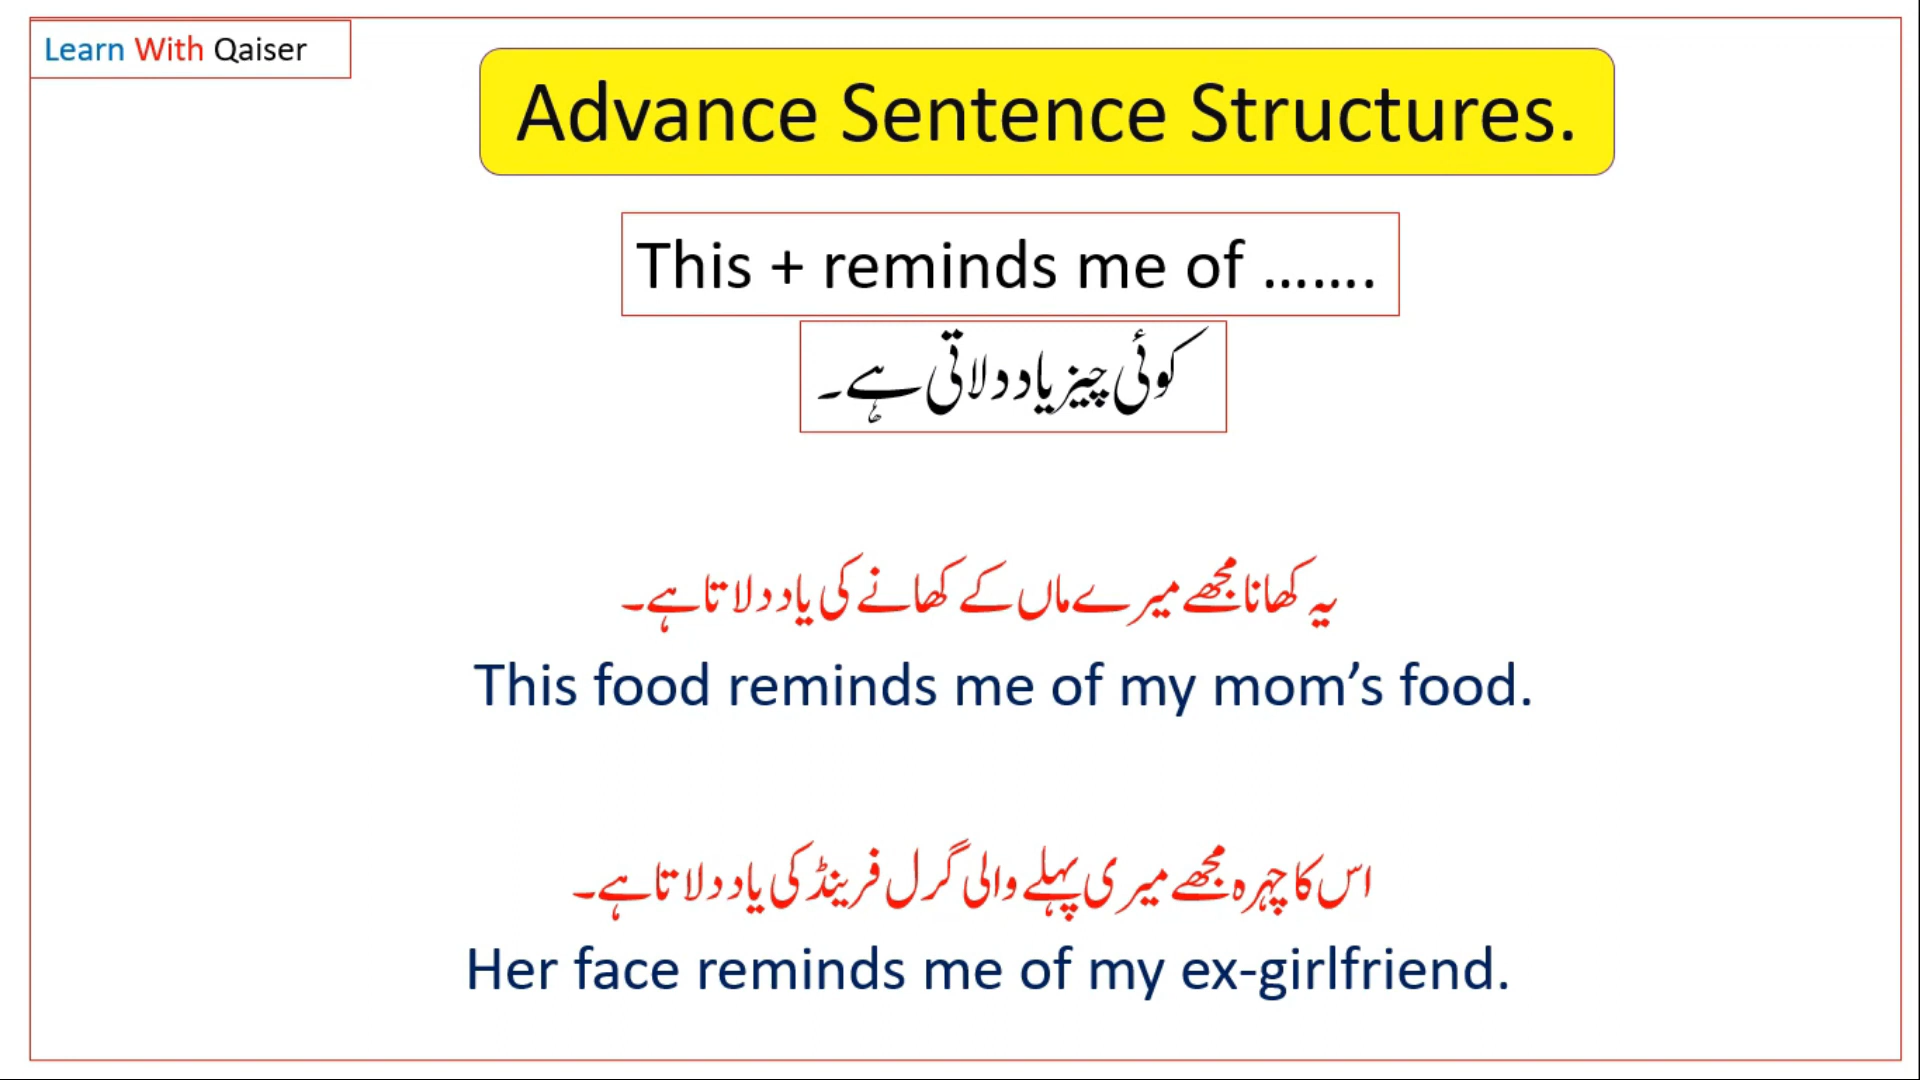 Learn With Qaiser
Advance Sentence Structures.
This + reminds me of .......
کوئی چیز یاد دلاتی ہے۔
یہ کھانا مجھے میرے ماں کے کھانے کی یاد دلاتا ہے۔
This food reminds me of my mom’s food.
اس کا چہرہ مجھے میری پہلے والی گرل فرینڈ کی یاد دلاتا ہے۔
Her face reminds me of my ex-girlfriend.